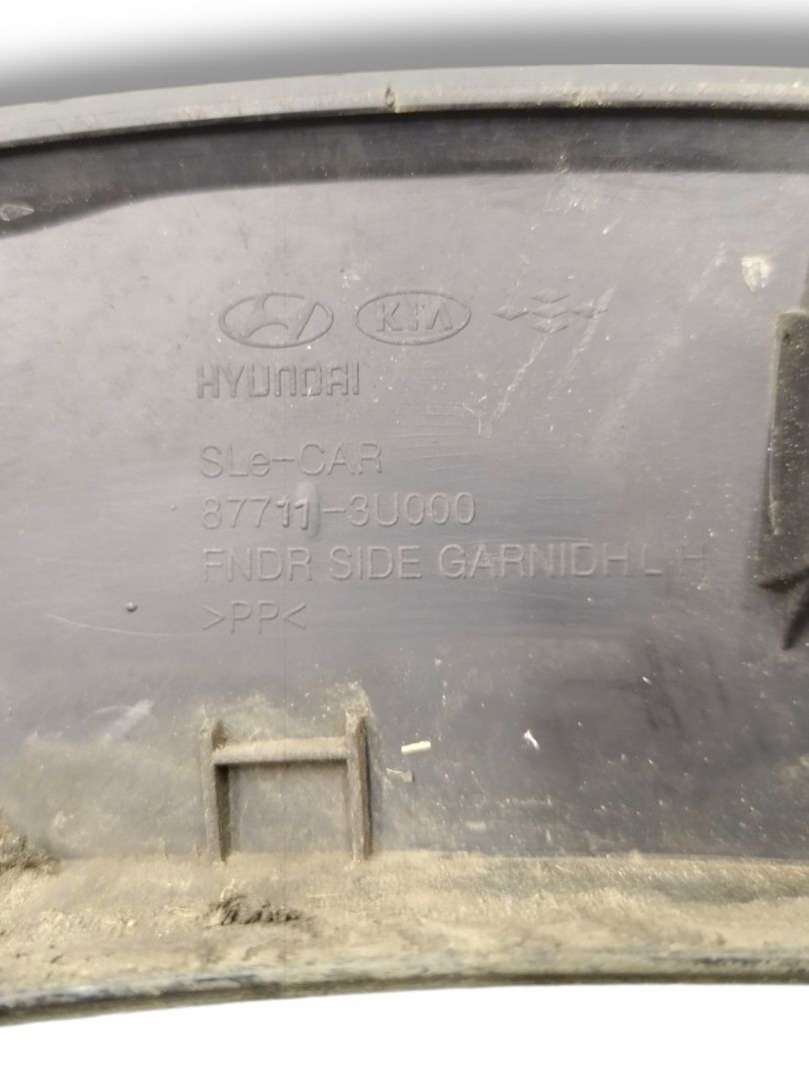 KIA
HYUNDAI
SLe-CAR
87711-3U000
FNDR SIDE GARNIDH.LH
>PP<